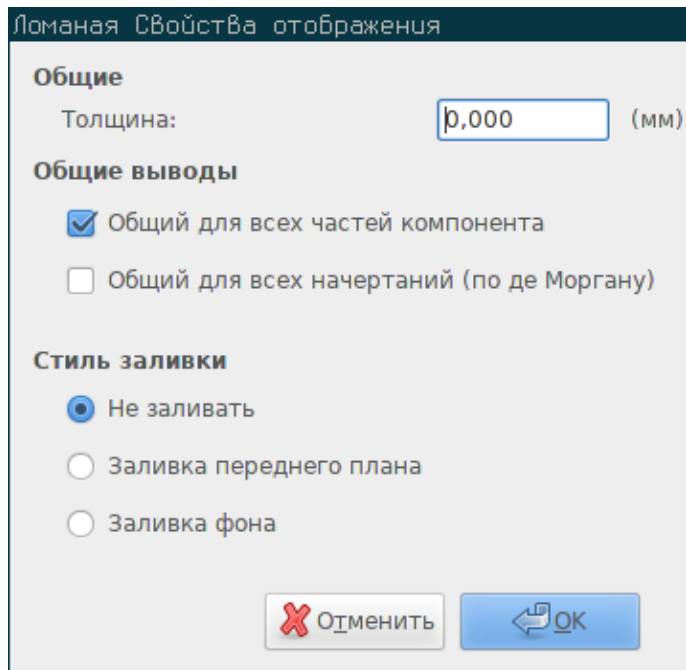 Ломаная Свойства отображения
Общие
Толщина: 0,000 (мм)
Общие выводы
Общий для всех частей компонента
Общий для всех начертаний (по де Моргану)
Стиль заливки
Не заливать
Заливка переднего плана
Заливка фона
Отменить OK